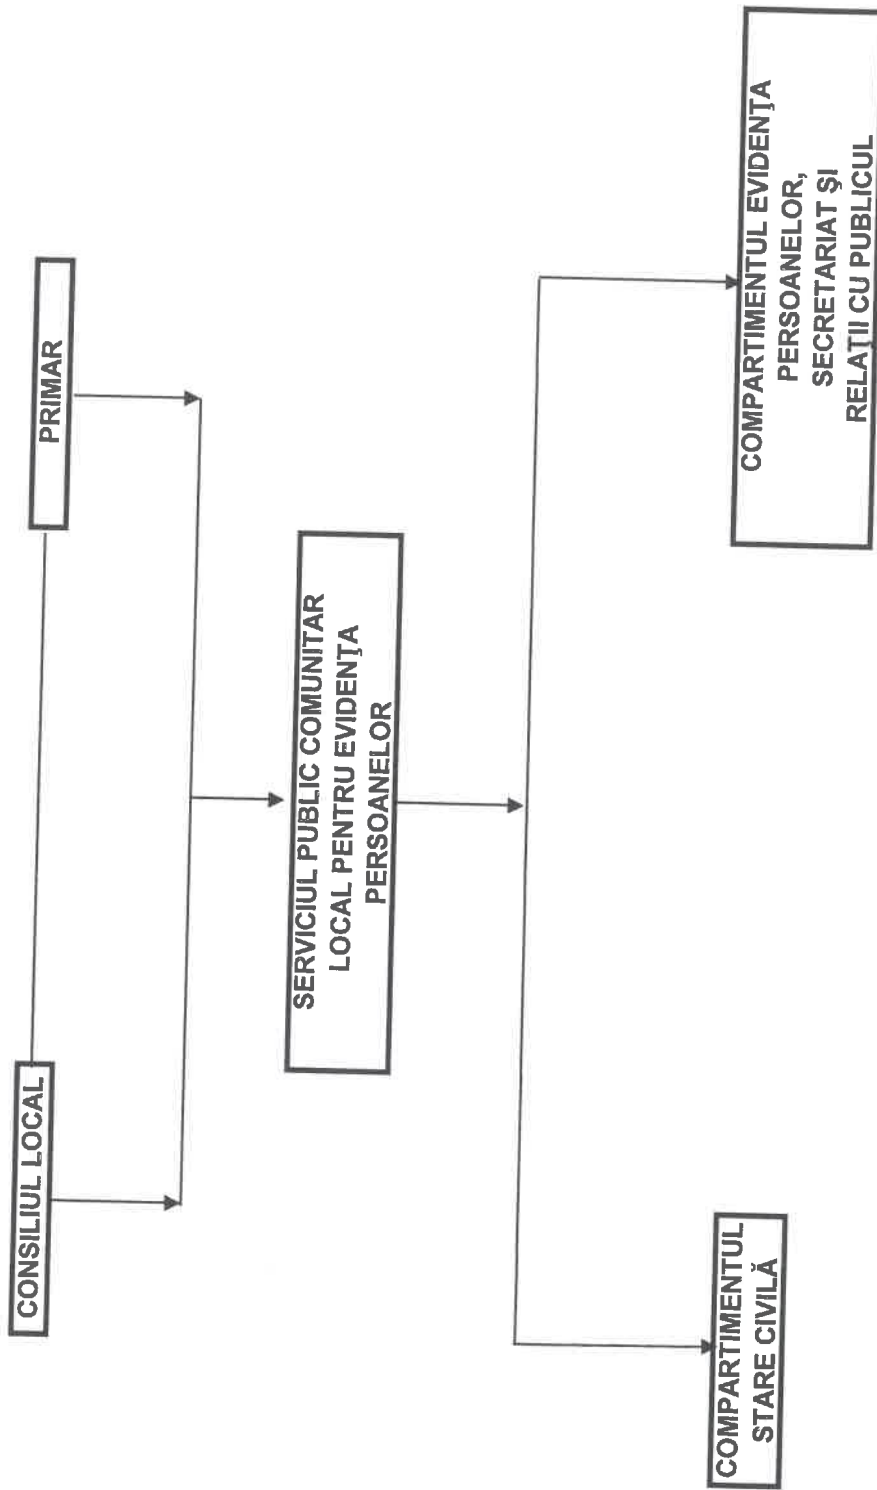 CONSILIUL LOCAL
PRIMAR
SERVICIUL PUBLIC COMUNITAR
LOCAL PENTRU EVIDENŢA
PERSOANELOR
COMPARTIMENTUL
STARE CIVILĂ
COMPARTIMENTUL EVIDENŢA
PERSOANELOR,
SECRETARIAT ŞI
RELAŢII CU PUBLICUL